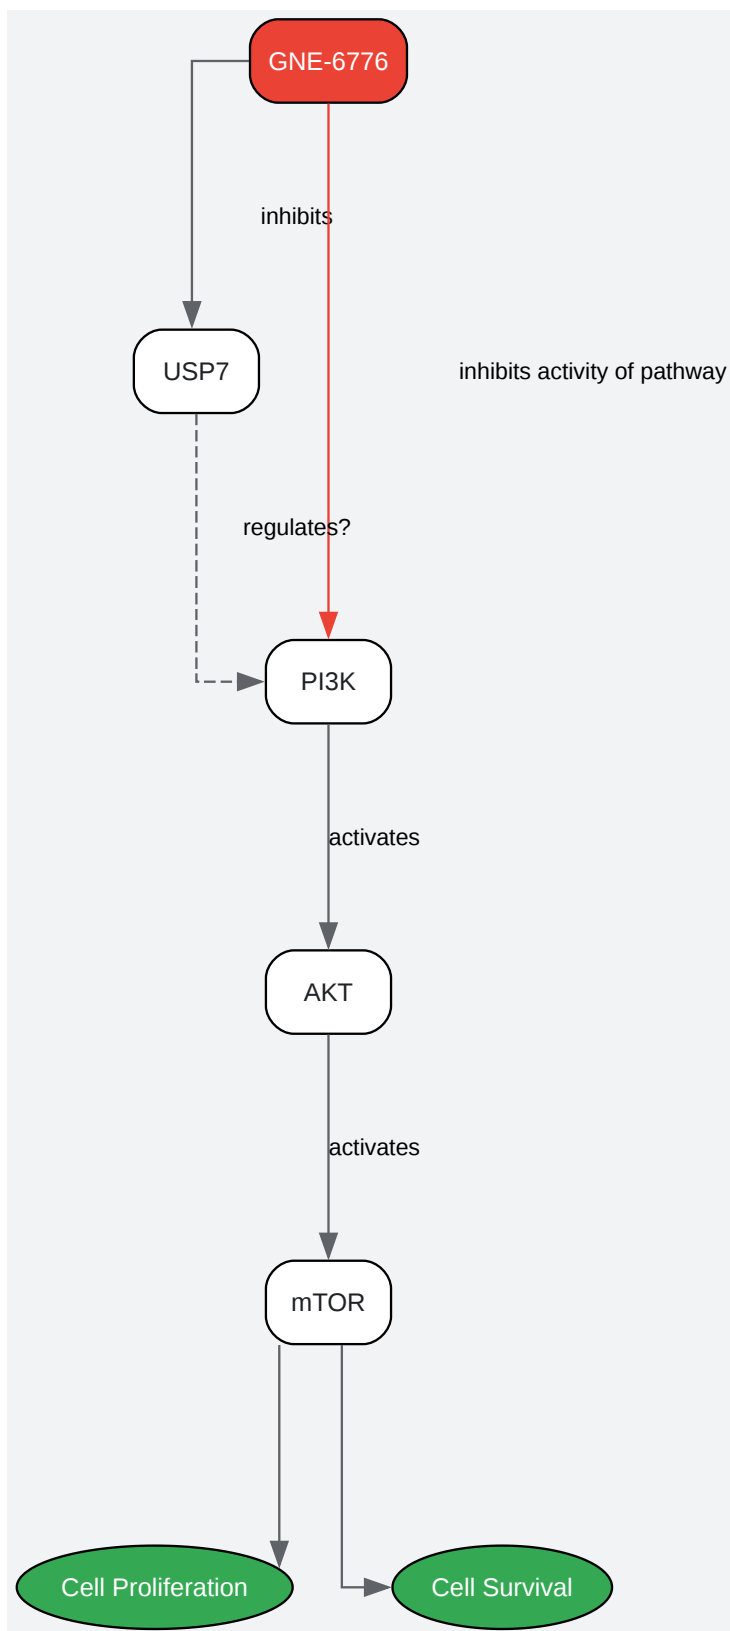 GNE-6776
inhibits
USP7
inhibits activity of pathway
regulates?
PI3K
activates
AKT
activates
mTOR
Cell Proliferation
Cell Survival